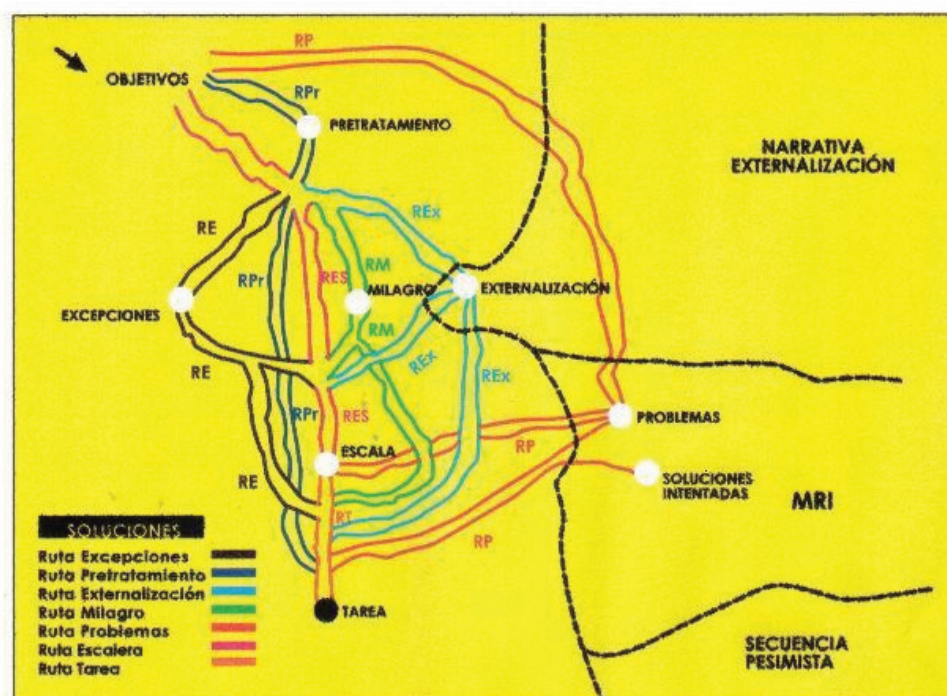 RP
OBJETIVOS
RPr
PRETRATAMIENTO
NARRATIVA
EXTERNALIZACIÓN
RE
REx
RPr
RES
RM
MILAGRO
EXTERNALIZACIÓN
EXCEPCIONES
RM
RE
REx
REx
RPr
RES
RP
PROBLEMAS
ESCALA
RE
SOLUCIONES
INTENTADAS
MRI
RT
RP
SOLUCIONES
Ruta Excepciones
Ruta Pretratamiento
Ruta Externalización
Ruta Milagro
Ruta Problemas
Ruta Escalera
Ruta Tarea
TAREA
SECUENCIA
PESIMISTA